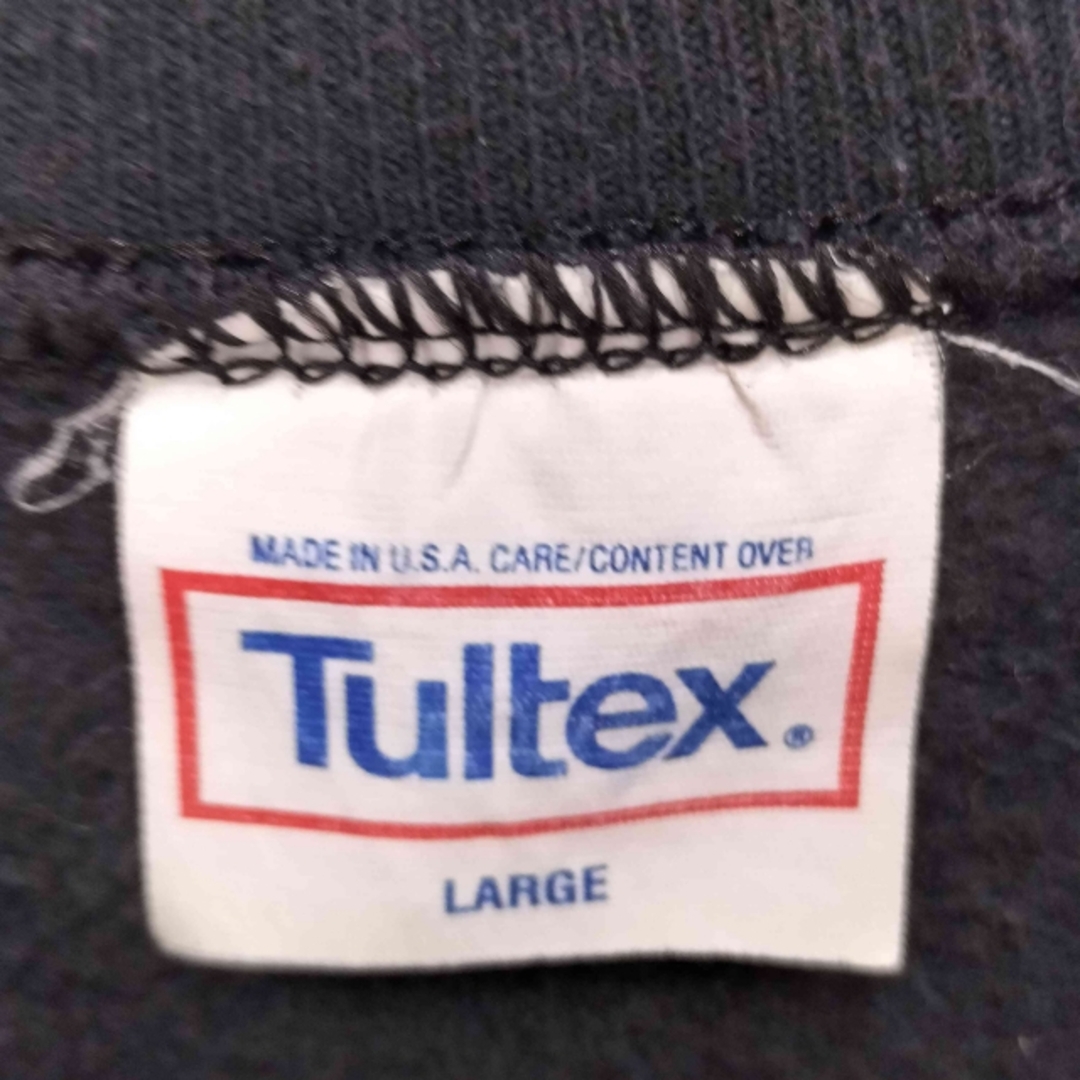 MADE IN U.S.A. CARE/CONTENT OVER
Tultex®
LARGE